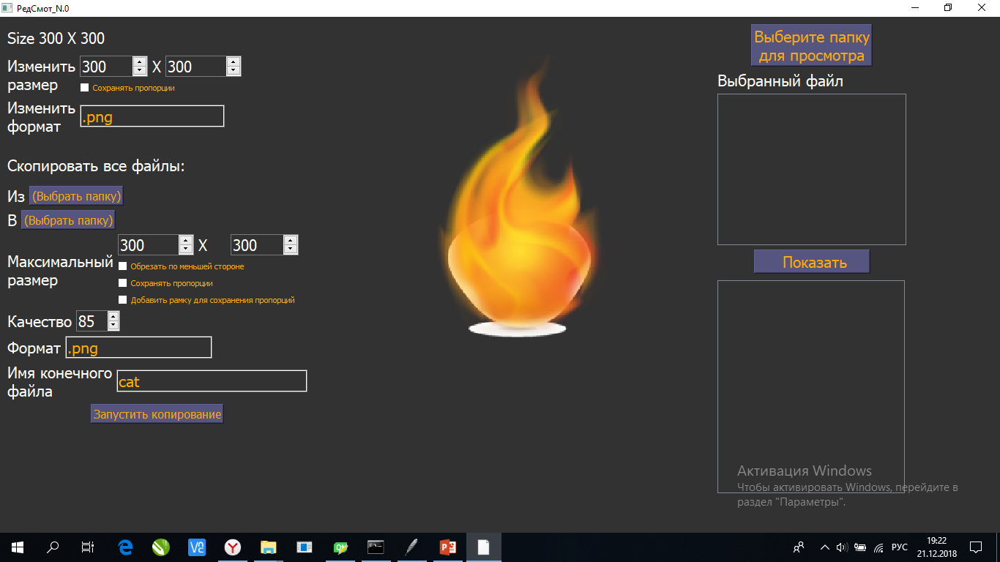 РедСмот_N.0
Size 300 X 300
Изменить
размер
300 X 300
Сохранять пропорции
Изменить
формат
.png
Скопировать все файлы:
Из (Выбрать папку)
В (Выбрать папку)
Максимальный
размер
300 X 300
Обрезать по меньшей стороне
Сохранять пропорции
Добавить рамку для сохранения пропорций
Качество 85
Формат .png
Имя конечного
файла
cat
Запустить копирование
Выберите папку
для просмотра
Выбранный файл
Показать
Активация Windows
Чтобы активировать Windows, перейдите в
раздел "Параметры".
РУС
19:22
21.12.2018